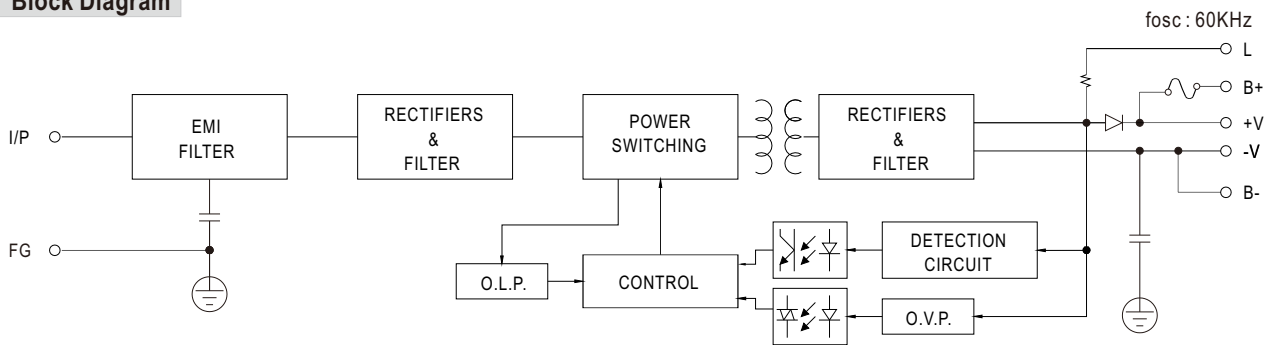 Block Diagram
fosc : 60KHz
L
B+
+V
-V
B-
I/P
EMI
FILTER
RECTIFIERS
&
FILTER
POWER
SWITCHING
RECTIFIERS
&
FILTER
FG
O.L.P.
CONTROL
DETECTION
CIRCUIT
O.V.P.